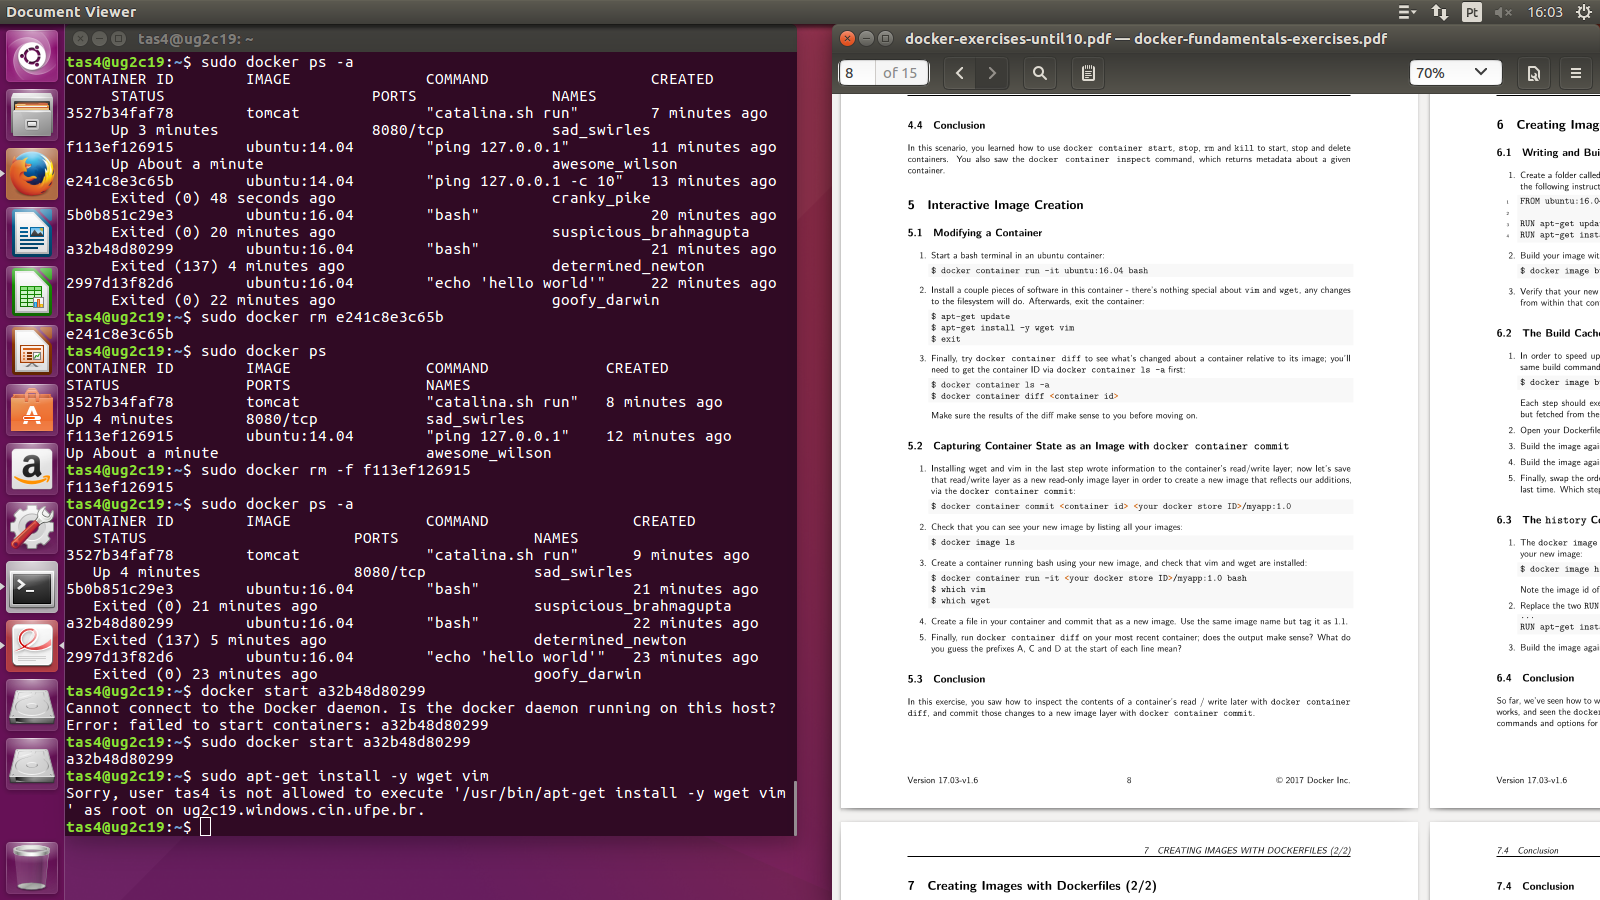 Document Viewer
Pt
16:03
tas4@ug2c19: ~
tas4@ug2c19:~$ sudo docker ps -a
CONTAINER ID        IMAGE               COMMAND                  CREATED
     STATUS                       PORTS               NAMES
3527b34faf78        tomcat              "catalina.sh run"        7 minutes ago
     Up 3 minutes                 8080/tcp            sad_swirles
f113ef126915        ubuntu:14.04        "ping 127.0.0.1"         11 minutes ago
     Up About a minute                                awesome_wilson
e241c8e3c65b        ubuntu:14.04        "ping 127.0.0.1 -c 10"   13 minutes ago
     Exited (0) 48 seconds ago                        cranky_pike
5b0b851c29e3        ubuntu:16.04        "bash"                   20 minutes ago
     Exited (0) 20 minutes ago                        suspicious_brahmagupta
a32b48d80299        ubuntu:16.04        "bash"                   21 minutes ago
     Exited (137) 4 minutes ago                       determined_newton
2997d13f82d6        ubuntu:16.04        "echo 'hello world'"     22 minutes ago
     Exited (0) 22 minutes ago                        goofy_darwin
tas4@ug2c19:~$ sudo docker rm e241c8e3c65b
e241c8e3c65b
tas4@ug2c19:~$ sudo docker ps
CONTAINER ID        IMAGE               COMMAND             CREATED
STATUS              PORTS               NAMES
3527b34faf78        tomcat              "catalina.sh run"   8 minutes ago
Up 4 minutes        8080/tcp            sad_swirles
f113ef126915        ubuntu:14.04        "ping 127.0.0.1"    12 minutes ago
Up About a minute                       awesome_wilson
tas4@ug2c19:~$ sudo docker rm -f f113ef126915
f113ef126915
tas4@ug2c19:~$ sudo docker ps -a
CONTAINER ID        IMAGE               COMMAND                CREATED
   STATUS                       PORTS               NAMES
3527b34faf78        tomcat              "catalina.sh run"      9 minutes ago
   Up 4 minutes                 8080/tcp            sad_swirles
5b0b851c29e3        ubuntu:16.04        "bash"                 21 minutes ago
   Exited (0) 21 minutes ago                        suspicious_brahmagupta
a32b48d80299        ubuntu:16.04        "bash"                 22 minutes ago
   Exited (137) 5 minutes ago                       determined_newton
2997d13f82d6        ubuntu:16.04        "echo 'hello world'"   23 minutes ago
   Exited (0) 23 minutes ago                        goofy_darwin
tas4@ug2c19:~$ docker start a32b48d80299
Cannot connect to the Docker daemon. Is the docker daemon running on this host?
Error: failed to start containers: a32b48d80299
tas4@ug2c19:~$ sudo docker start a32b48d80299
a32b48d80299
tas4@ug2c19:~$ sudo apt-get install -y wget vim
Sorry, user tas4 is not allowed to execute '/usr/bin/apt-get install -y wget vim
' as root on ug2c19.windows.cin.ufpe.br.
tas4@ug2c19:~$
docker-exercises-until10.pdf — docker-fundamentals-exercises.pdf
8 of 15
70%
4.4 Conclusion
In this scenario, you learned how to use docker container start, stop, rm and kill to start, stop and delete
containers. You also saw the docker container inspect command, which returns metadata about a given
container.
5 Interactive Image Creation
5.1 Modifying a Container
1. Start a bash terminal in an ubuntu container:
$ docker container run -it ubuntu:16.04 bash
2. Install a couple pieces of software in this container - there's nothing special about vim and wget, any changes
to the filesystem will do. Afterwards, exit the container:
$ apt-get update
$ apt-get install -y wget vim
$ exit
3. Finally, try docker container diff to see what's changed about a container relative to its image; you'll
need to get the container ID via docker container ls -a first:
$ docker container ls -a
$ docker container diff <container id>
Make sure the results of the diff make sense to you before moving on.
5.2 Capturing Container State as an Image with docker container commit
1. Installing wget and vim in the last step wrote information to the container's read/write layer; now let's save
that read/write layer as a new read-only image layer in order to create a new image that reflects our additions,
via the docker container commit:
$ docker container commit <container id> <your docker store ID>/myapp:1.0
2. Check that you can see your new image by listing all your images:
$ docker image ls
3. Create a container running bash using your new image, and check that vim and wget are installed:
$ docker container run -it <your docker store ID>/myapp:1.0 bash
$ which vim
$ which wget
4. Create a file in your container and commit that as a new image. Use the same image name but tag it as 1.1.
5. Finally, run docker container diff on your most recent container; does the output make sense? What do
you guess the prefixes A, C and D at the start of each line mean?
5.3 Conclusion
In this exercise, you saw how to inspect the contents of a container's read / write later with docker container
diff, and commit those changes to a new image layer with docker container commit.
Version 17.03-v1.6
8
© 2017 Docker Inc.
7 CREATING IMAGES WITH DOCKERFILES (2/2)
7 Creating Images with Dockerfiles (2/2)
6 Creating Imag
6.1 Writing and Bui
1. Create a folder called
the following instruct
FROM ubuntu:16.04
RUN apt-get upda
RUN apt-get inst
2. Build your image wit
$ docker image b
3. Verify that your new
from within that con
6.2 The Build Cache
1. In order to speed up
same build command
$ docker image b
Each step should exe
but fetched from the
2. Open your Dockerfile
3. Build the image agai
4. Build the image agai
5. Finally, swap the ord
last time. Which step
6.3 The history Co
1. The docker image
your new image:
$ docker image h
Note the image id of
2. Replace the two RUN
...
RUN apt-get inst
3. Build the image agai
6.4 Conclusion
So far, we've seen how to w
works, and seen the docke
commands and options for
Version 17.03-v1.6
7.4 Conclusion
7.4 Conclusion